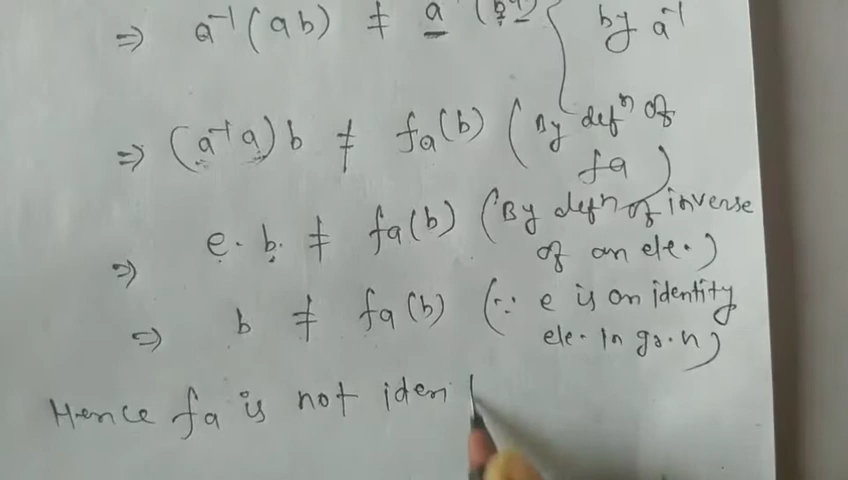 ⇒ a⁻¹(ab) ≠ by a⁻¹
⇒ (a⁻¹a)b ≠ fa(b) (By defⁿ of
fa)
⇒ e. b. ≠ fa(b) (By defⁿ of inverse
of an ele.)
⇒ b ≠ fa(b) (∵ e is an identity
ele. in
Hence fa is not iden